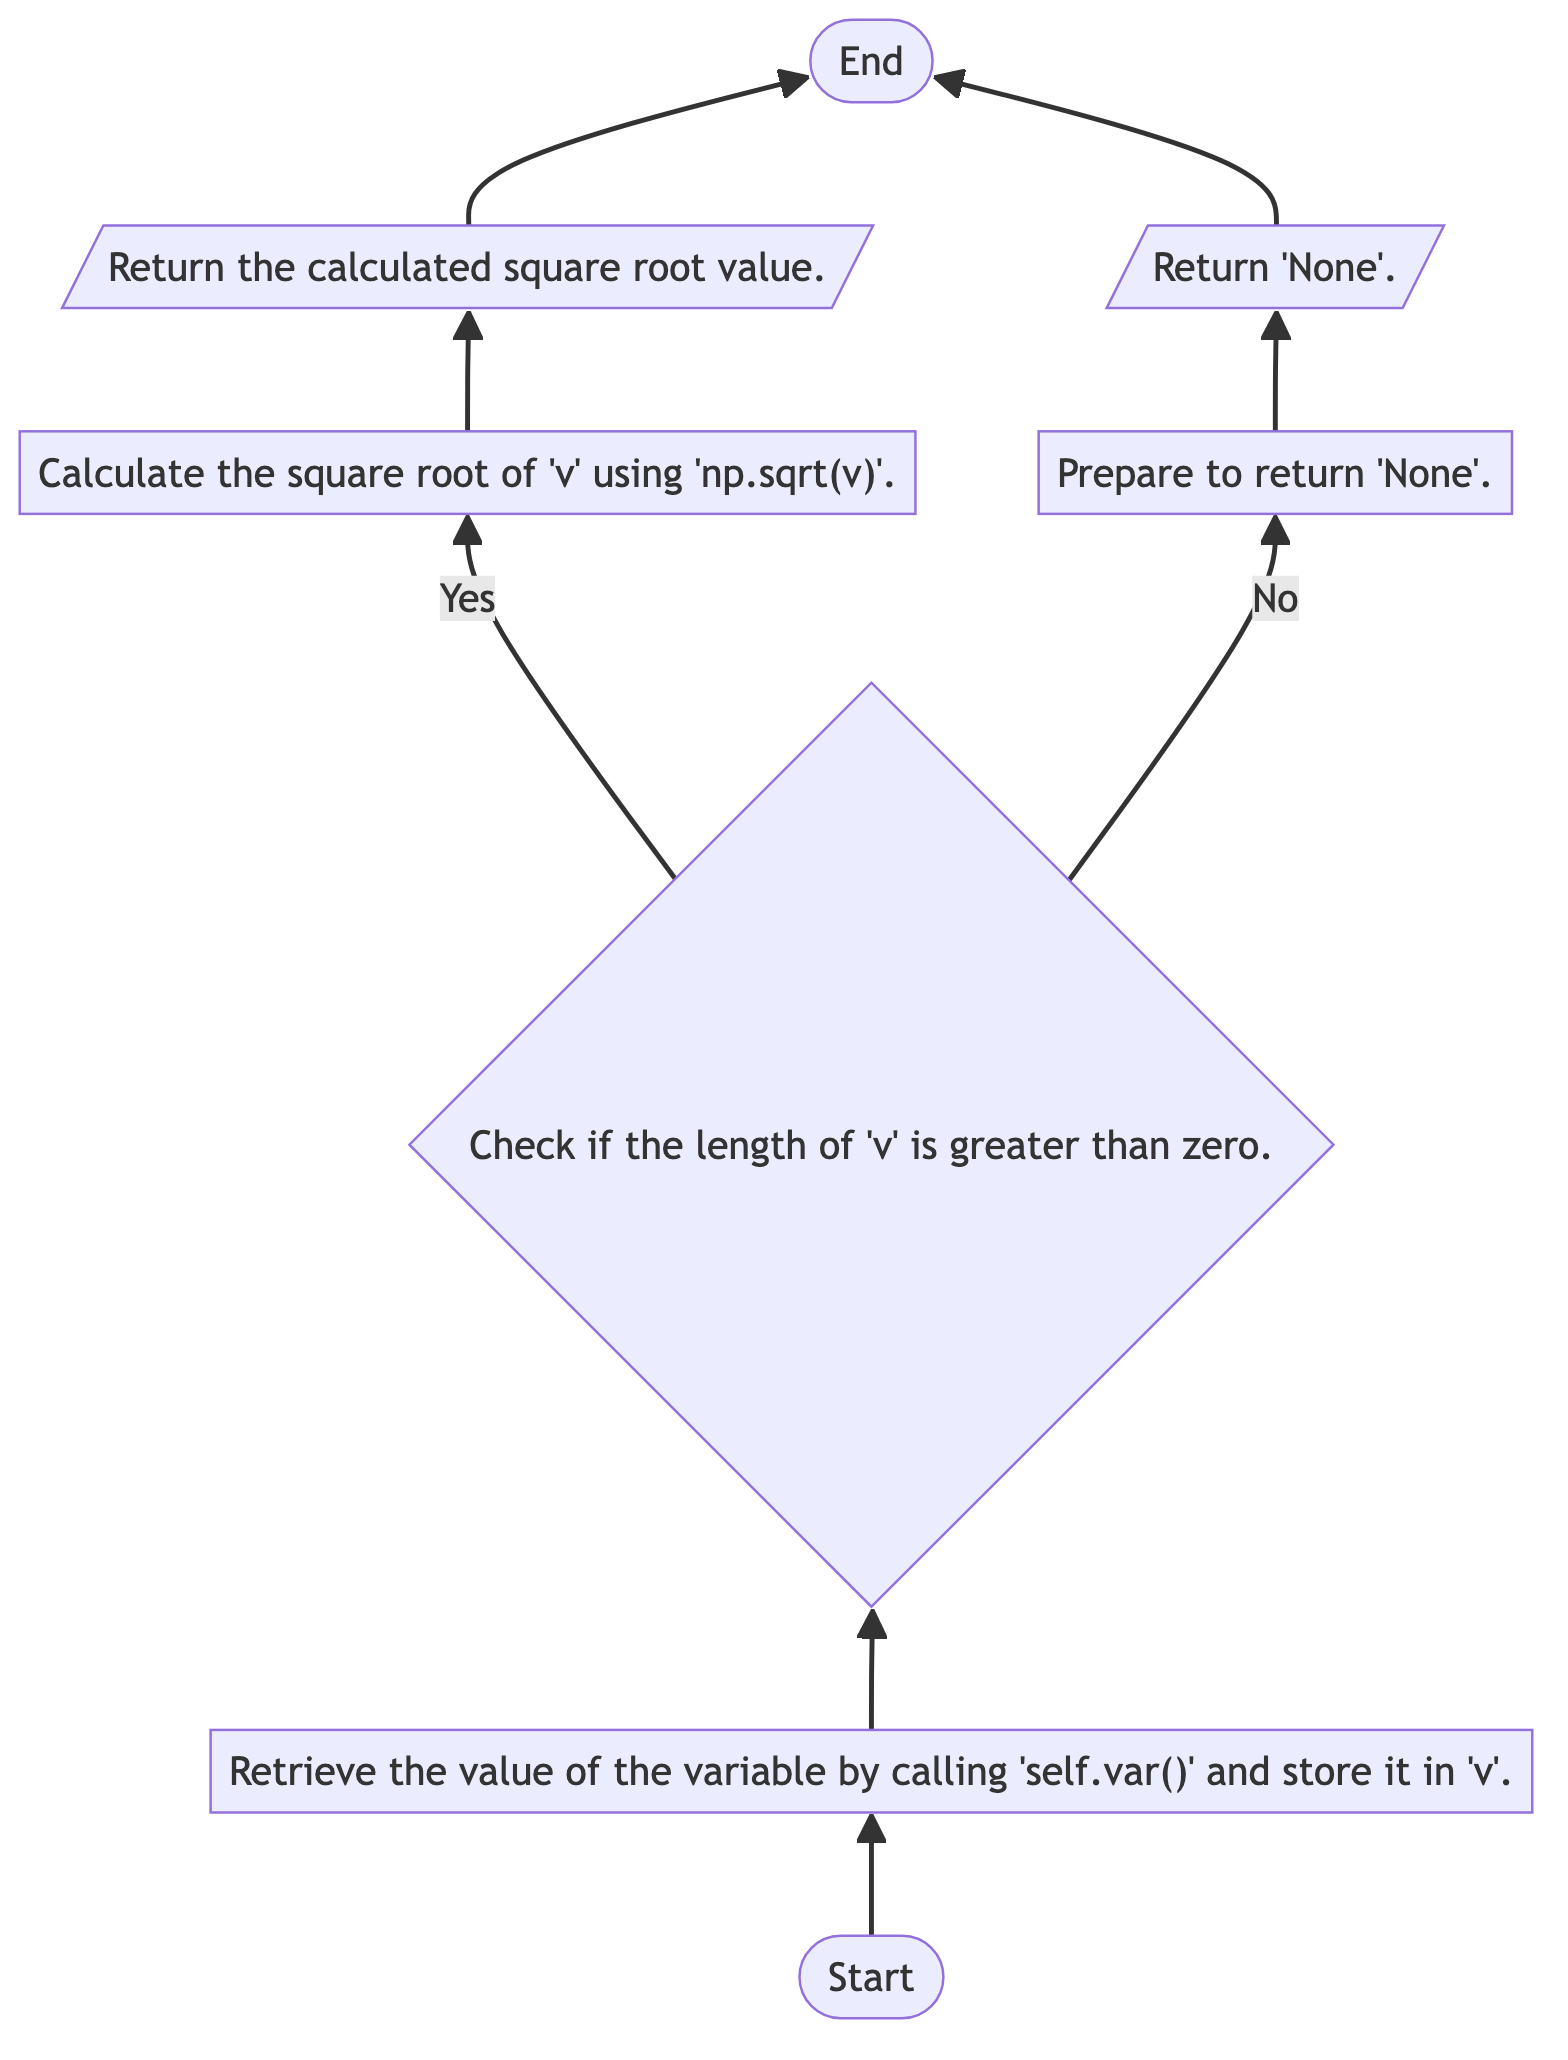 End
Return the calculated square root value.
Return 'None'.
Calculate the square root of 'v' using 'np.sqrt(v)'.
Prepare to return 'None'.
Yes
No
Check if the length of 'v' is greater than zero.
Retrieve the value of the variable by calling 'self.var()' and store it in 'v'.
Start